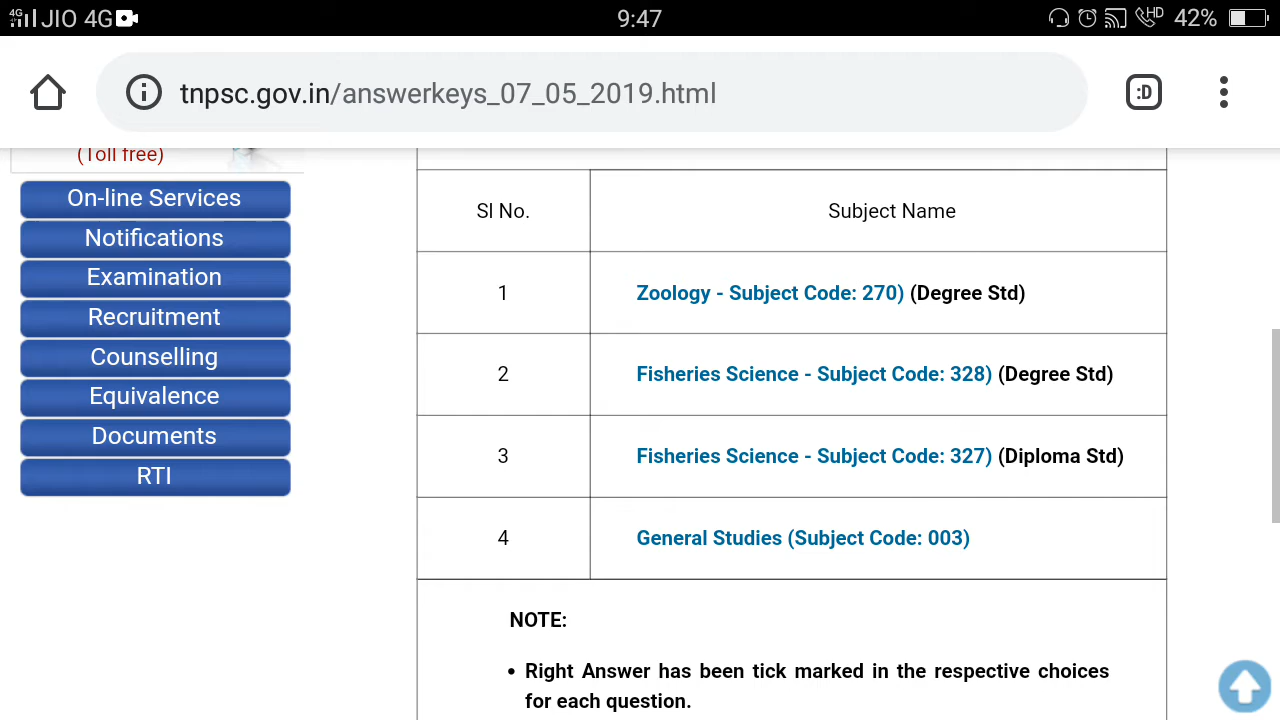 4G JIO 4G 9:47 HD 42%
tnpsc.gov.in/answerkeys_07_05_2019.html :D
(Toll free)
On-line Services
Notifications
Examination
Recruitment
Counselling
Equivalence
Documents
RTI
Sl No. Subject Name
1 Zoology - Subject Code: 270) (Degree Std)
2 Fisheries Science - Subject Code: 328) (Degree Std)
3 Fisheries Science - Subject Code: 327) (Diploma Std)
4 General Studies (Subject Code: 003)
NOTE:
• Right Answer has been tick marked in the respective choices
for each question.